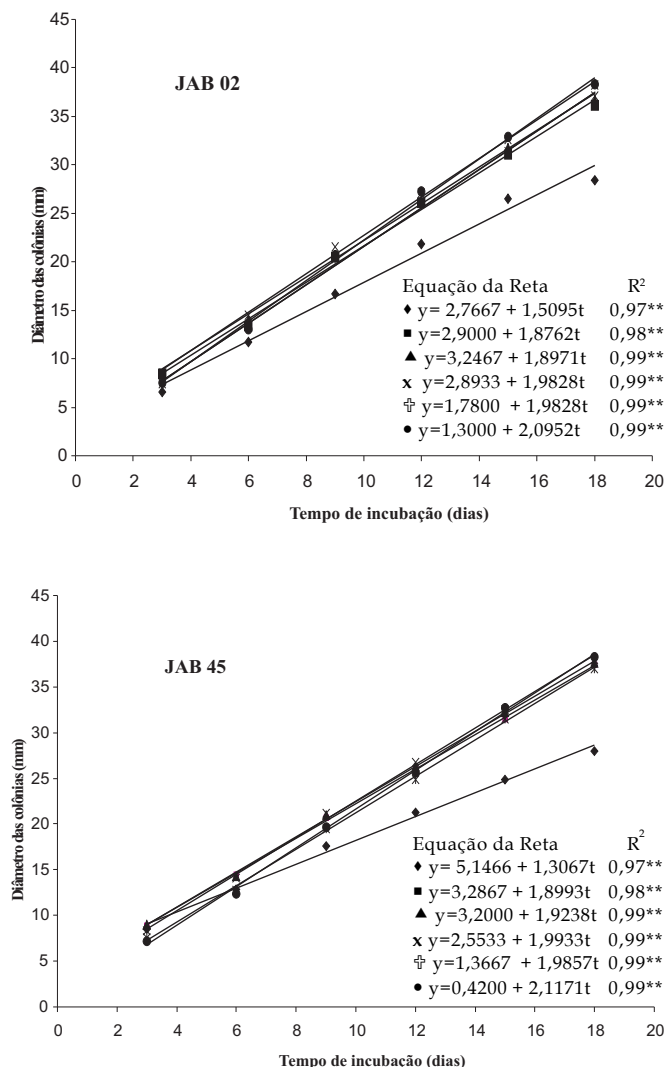 JAB 02
Diâmetro das colônias (mm)
45
40
35
30
25
20
15
10
5
0
Equação da Reta R²
♦ y= 2,7667 + 1,5095t 0,97**
■ y=2,9000 + 1,8762t 0,98**
▲ y=3,2467 + 1,8971t 0,99**
x y=2,8933 + 1,9828t 0,99**
✞ y=1,7800 + 1,9828t 0,99**
● y=1,3000 + 2,0952t 0,99**
0 2 4 6 8 10 12 14 16 18 20
Tempo de incubação (dias)
JAB 45
Diâmetro das colônias (mm)
45
40
35
30
25
20
15
10
5
0
Equação da Reta R²
♦ y= 5,1466 + 1,3067t 0,97**
■ y=3,2867 + 1,8993t 0,98**
▲ y=3,2000 + 1,9238t 0,99**
x y=2,5533 + 1,9933t 0,99**
✞ y=1,3667 + 1,9857t 0,99**
● y=0,4200 + 2,1171t 0,99**
0 2 4 6 8 10 12 14 16 18 20
Tempo de incubação (dias)